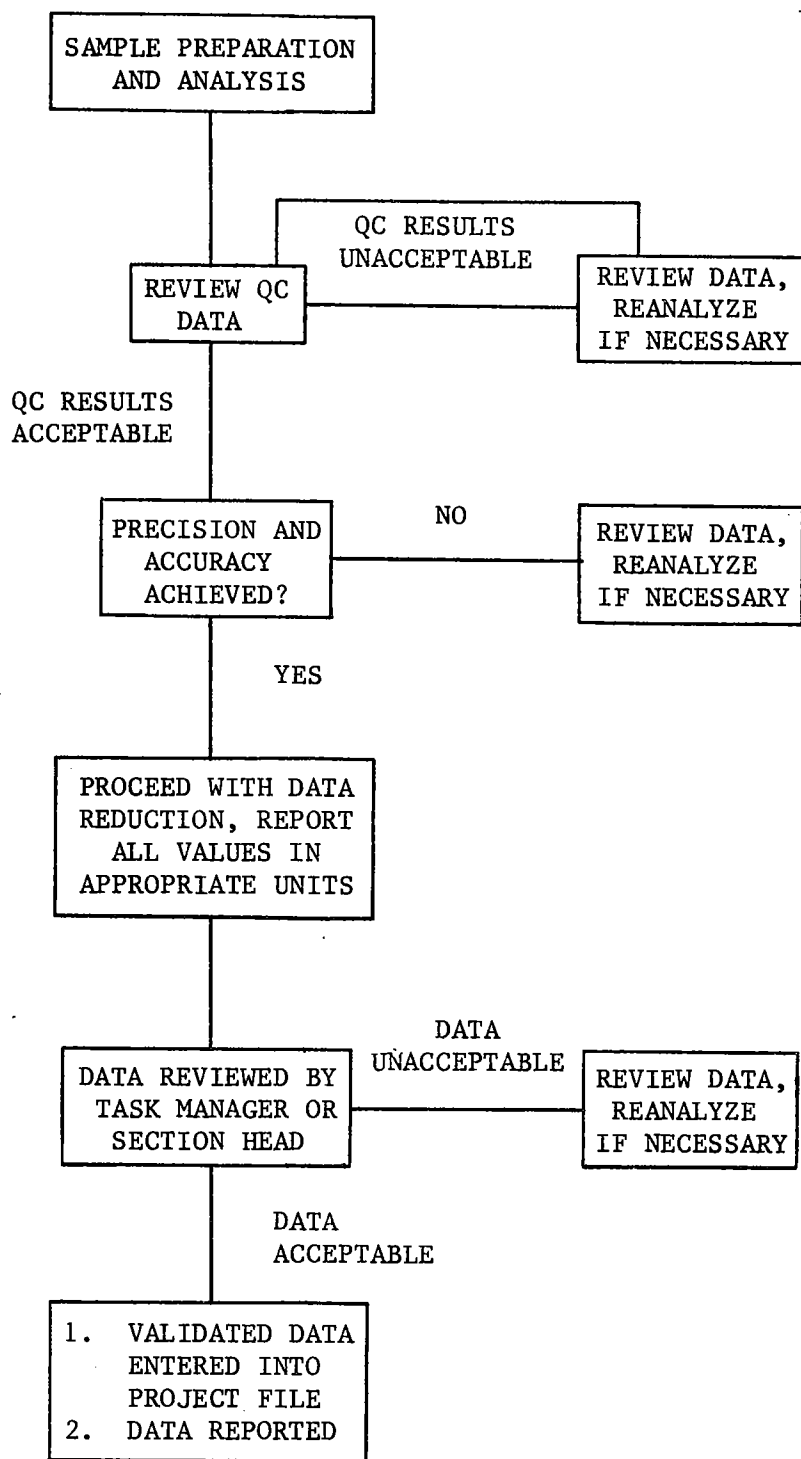 SAMPLE PREPARATION
AND ANALYSIS
QC RESULTS
UNACCEPTABLE
REVIEW QC
DATA
REVIEW DATA,
REANALYZE
IF NECESSARY
QC RESULTS
ACCEPTABLE
PRECISION AND
ACCURACY
ACHIEVED?
NO
REVIEW DATA,
REANALYZE
IF NECESSARY
YES
PROCEED WITH DATA
REDUCTION, REPORT
ALL VALUES IN
APPROPRIATE UNITS
DATA REVIEWED BY
TASK MANAGER OR
SECTION HEAD
DATA
UNACCEPTABLE
REVIEW DATA,
REANALYZE
IF NECESSARY
DATA
ACCEPTABLE
1. VALIDATED DATA
ENTERED INTO
PROJECT FILE
2. DATA REPORTED